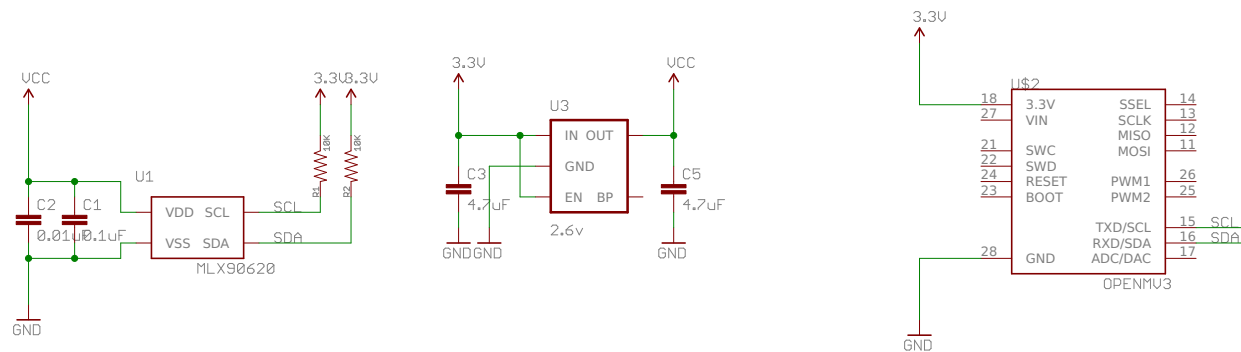 VCC
3.3V
3.3V
10K
10K
R1
R2
U1
C2
0.01uF
C1
0.1uF
VDD
SCL
VSS
SDA
SCL
SDA
MLX90620
GND
3.3V
VCC
U3
IN
OUT
GND
EN
BP
2.6v
C3
4.7uF
C5
4.7uF
GND
GND
GND
3.3V
U$2
18
3.3V
SSEL
14
27
VIN
SCLK
13
MISO
12
21
SWC
MOSI
11
22
SWD
24
RESET
PWM1
26
23
BOOT
PWM2
25
TXD/SCL
15
SCL
RXD/SDA
16
SDA
28
GND
ADC/DAC
17
OPENMV3
GND